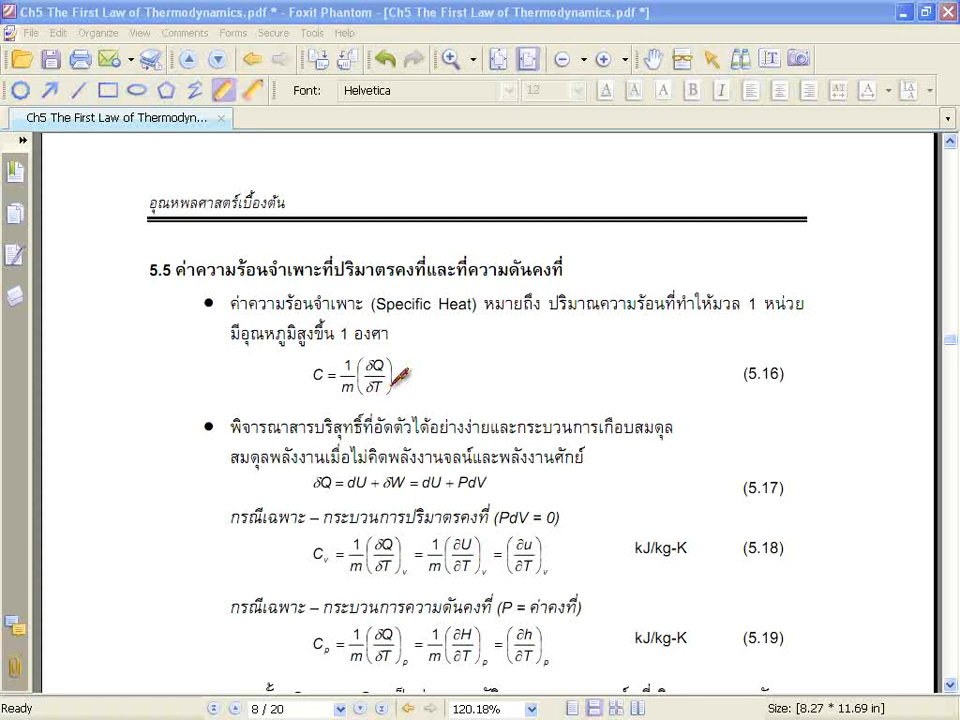 Ch5 The First Law of Thermodynamics.pdf * - Foxit Phantom - [Ch5 The First Law of Thermodynamics.pdf *]
File Edit Organize View Comments Forms Secure Tools Help
Font: Helvetica 12
Ch5 The First Law of Thermodyn...
อุณหพลศาสตร์เบื้องต้น
5.5 ค่าความร้อนจำเพาะที่ปริมาตรคงที่และที่ความดันคงที่
● ค่าความร้อนจำเพาะ (Specific Heat) หมายถึง ปริมาณความร้อนที่ทำให้มวล 1 หน่วย
มีอุณหภูมิสูงขึ้น 1 องศา
C = 1/m (δQ/δT) (5.16)
● พิจารณาสารบริสุทธิ์ที่อัดตัวได้อย่างง่ายและกระบวนการเกือบสมดุล
สมดุลพลังงานเมื่อไม่คิดพลังงานจลน์และพลังงานศักย์
δQ = dU + δW = dU + PdV (5.17)
กรณีเฉพาะ – กระบวนการปริมาตรคงที่ (PdV = 0)
Cv = 1/m (δQ/δT)v = 1/m (∂U/∂T)v = (∂u/∂T)v kJ/kg-K (5.18)
กรณีเฉพาะ – กระบวนการความดันคงที่ (P = ค่าคงที่)
Cp = 1/m (δQ/δT)p = 1/m (∂H/∂T)p = (∂h/∂T)p kJ/kg-K (5.19)
Ready 8 / 20 120.18% Size: [8.27 * 11.69 in]